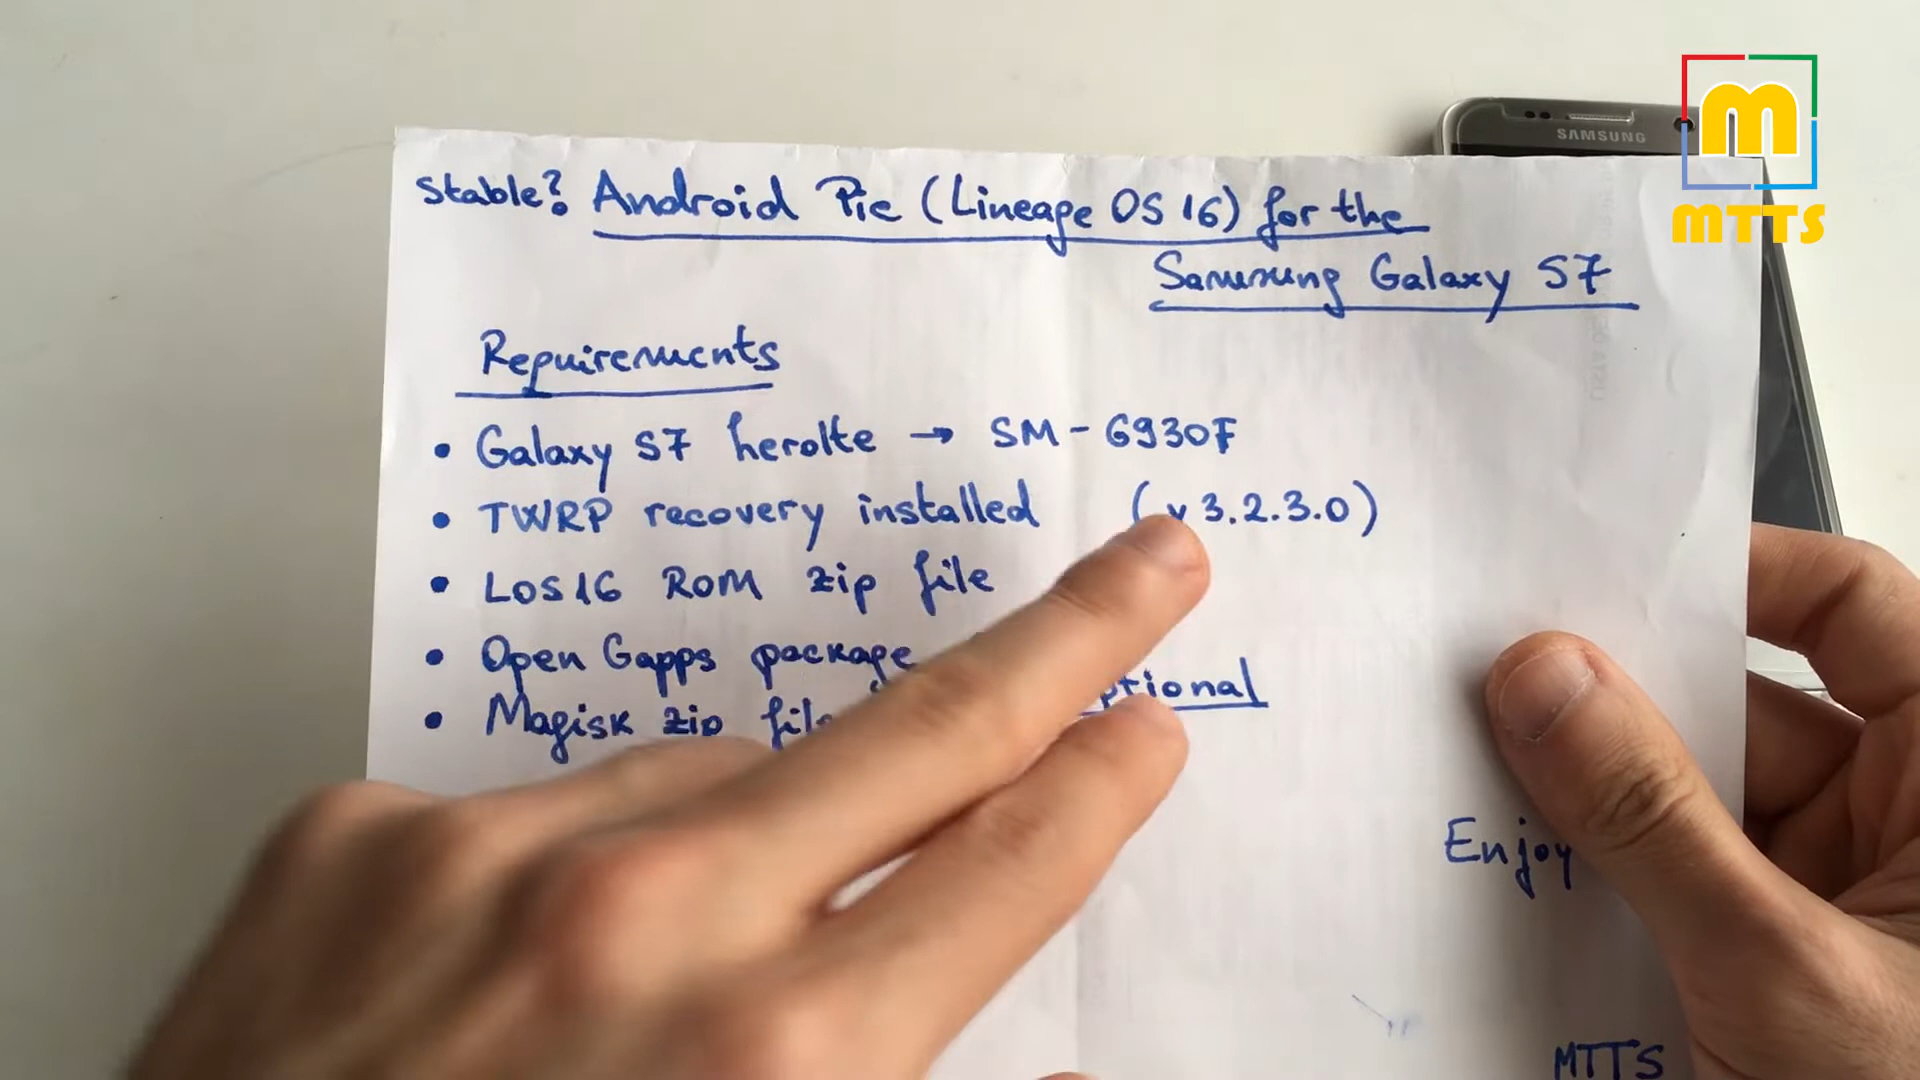 SAMSUNG
M
MTTS
Stable? Android Pie (Lineage OS 16) for the
Samsung Galaxy S7
Requirements
• Galaxy S7 herolte → SM-G930F
• TWRP recovery installed (v3.2.3.0)
• LOS16 ROM zip file
• Open Gapps package
• Magisk zip file
Enjoy
MTTS